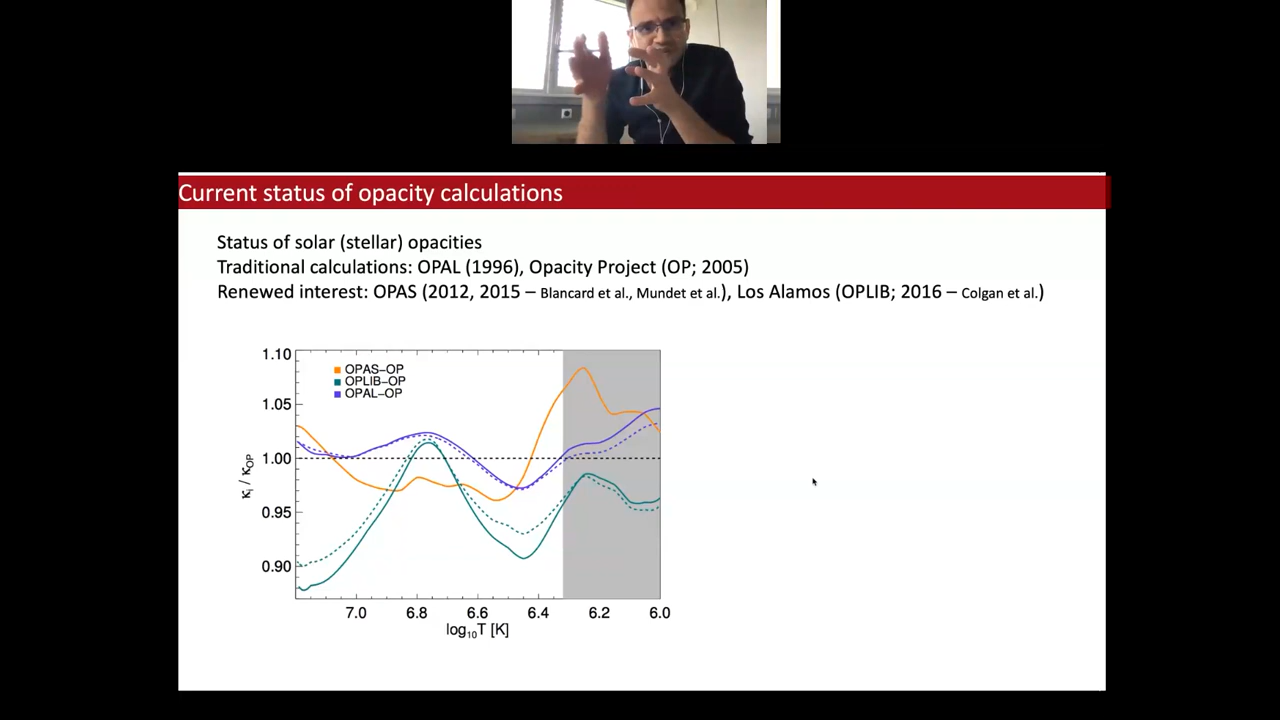 Current status of opacity calculations
Status of solar (stellar) opacities
Traditional calculations: OPAL (1996), Opacity Project (OP; 2005)
Renewed interest: OPAS (2012, 2015 – Blancard et al., Mundet et al.), Los Alamos (OPLIB; 2016 – Colgan et al.)
1.10
OPAS–OP
OPLIB–OP
OPAL–OP
1.05
1.00
0.95
0.90
κi / κOP
7.0 6.8 6.6 6.4 6.2 6.0
log10T [K]